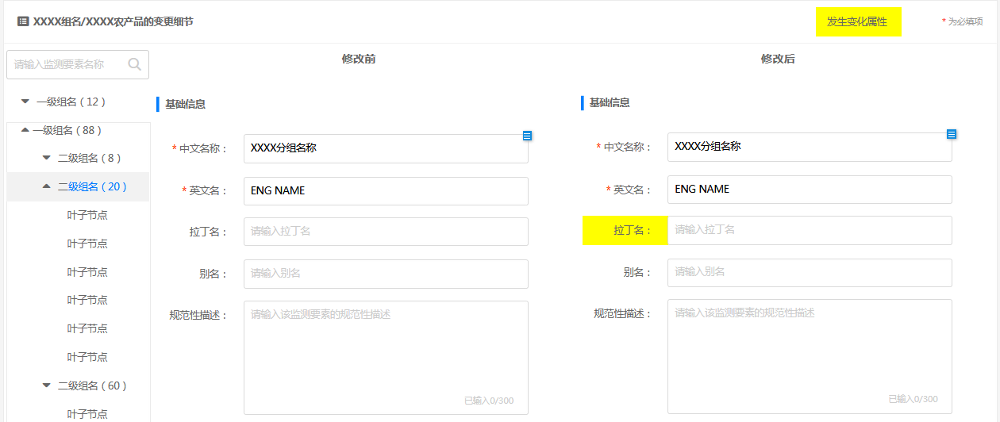 XXXX组名/XXXX农产品的变更细节
发生变化属性
* 为必填项
请输入监测要素名称
一级组名（12）
一级组名（88）
二级组名（8）
二级组名（20）
叶子节点
叶子节点
叶子节点
叶子节点
叶子节点
叶子节点
二级组名（60）
叶子节点
修改前
基础信息
* 中文名称： XXXX分组名称
* 英文名： ENG NAME
拉丁名： 请输入拉丁名
别名： 请输入别名
规范性描述： 请输入该监测要素的规范性描述
已输入0/300
修改后
基础信息
* 中文名称： XXXX分组名称
* 英文名： ENG NAME
拉丁名： 请输入拉丁名
别名： 请输入别名
规范性描述： 请输入该监测要素的规范性描述
已输入0/300